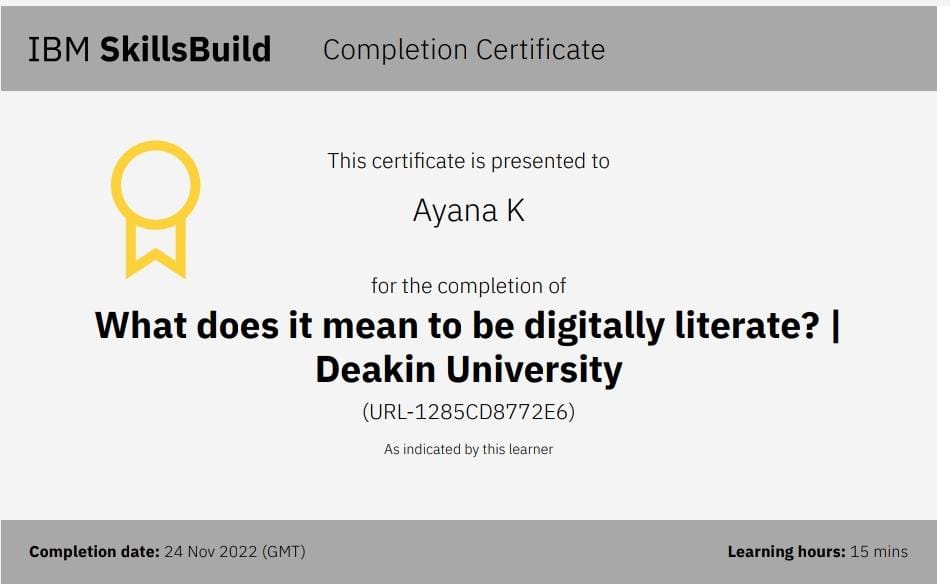 IBM SkillsBuild Completion Certificate
This certificate is presented to
Ayana K
for the completion of
What does it mean to be digitally literate? |
Deakin University
(URL-1285CD8772E6)
As indicated by this learner
Completion date: 24 Nov 2022 (GMT) Learning hours: 15 mins